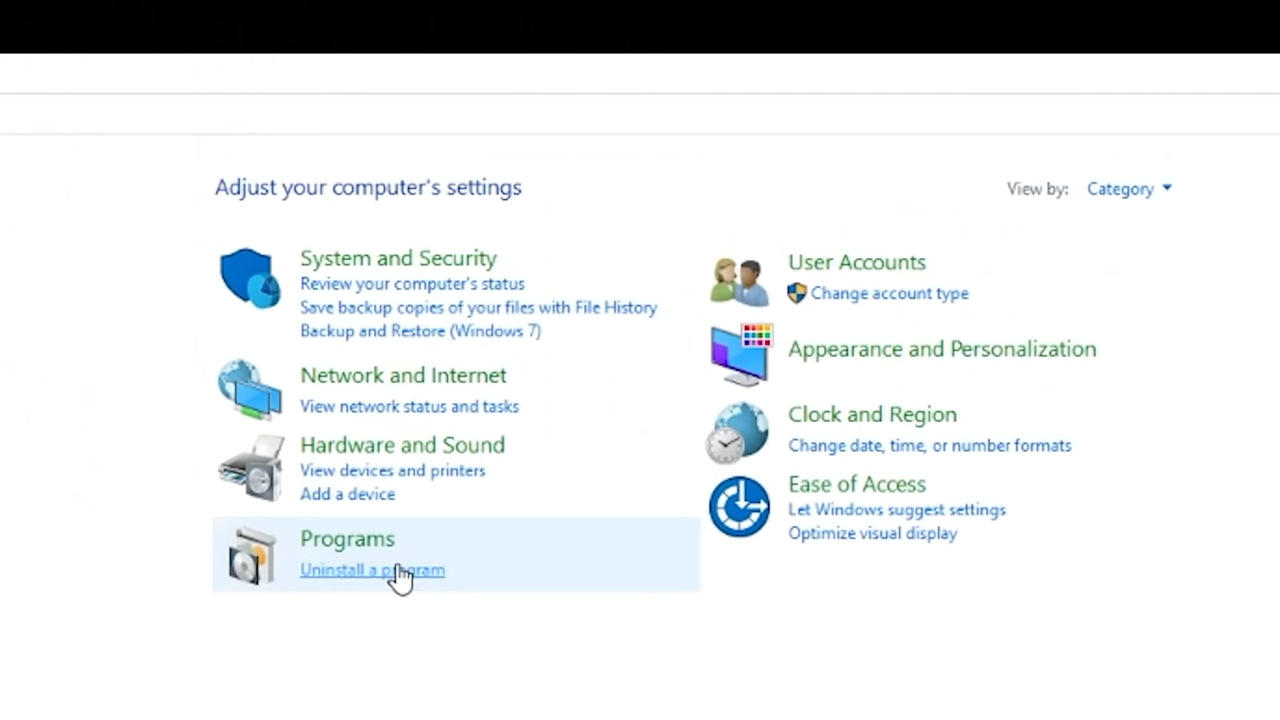 Adjust your computer's settings
View by: Category
System and Security
Review your computer's status
Save backup copies of your files with File History
Backup and Restore (Windows 7)
Network and Internet
View network status and tasks
Hardware and Sound
View devices and printers
Add a device
Programs
Uninstall a program
User Accounts
Change account type
Appearance and Personalization
Clock and Region
Change date, time, or number formats
Ease of Access
Let Windows suggest settings
Optimize visual display